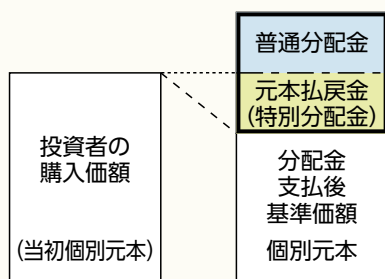 普通分配金
元本払戻金
(特別分配金)
投資者の
購入価額
(当初個別元本)
分配金
支払後
基準価額
個別元本